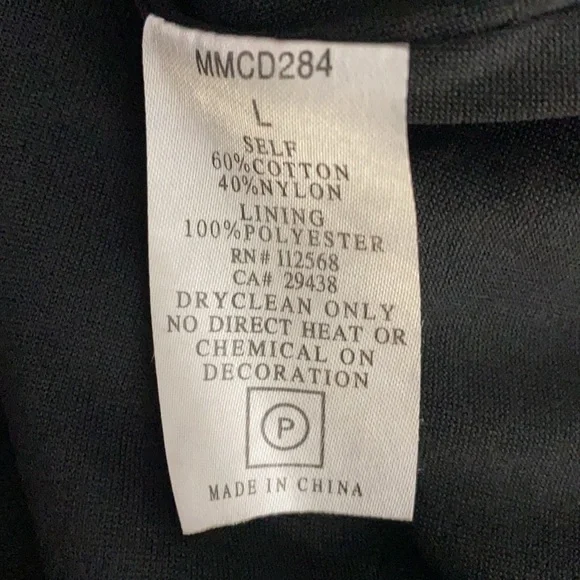 MMCD284
L
SELF
60%COTTON
40%NYLON
LINING
100%POLYESTER
RN# 112568
CA# 29438
DRYCLEAN ONLY
NO DIRECT HEAT OR
CHEMICAL ON
DECORATION
P
MADE IN CHINA